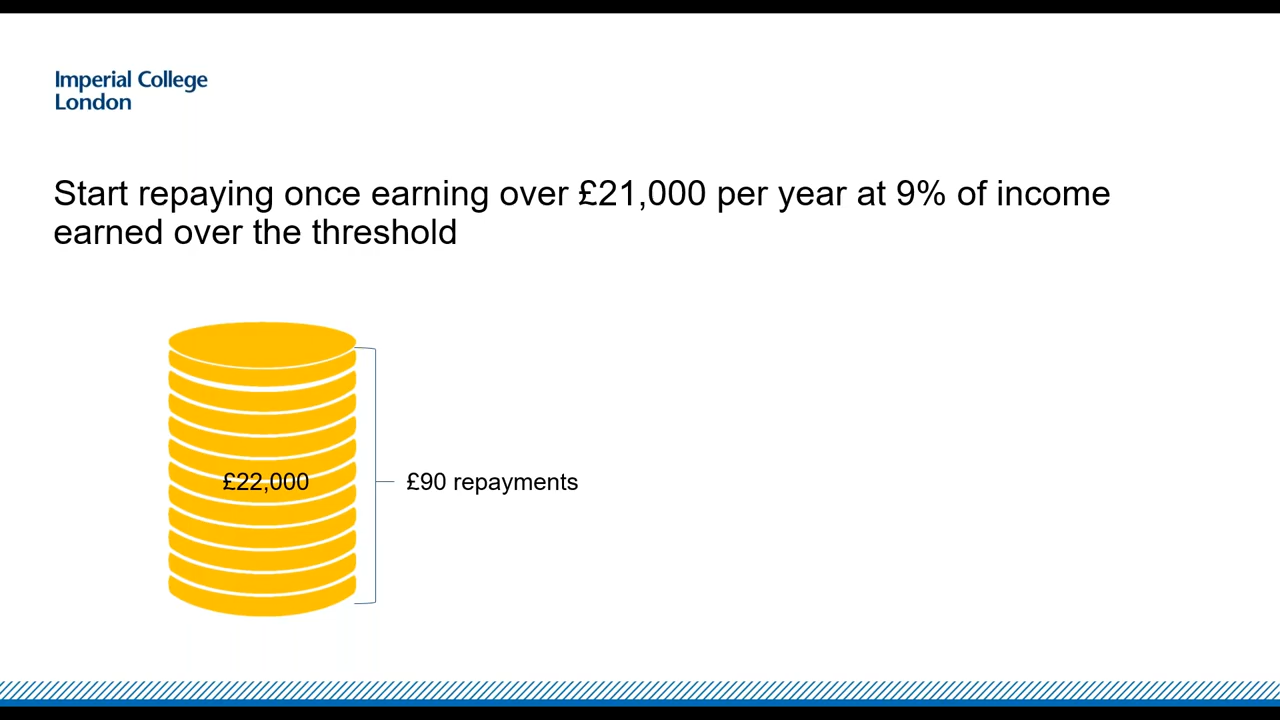 Imperial College
London
Start repaying once earning over £21,000 per year at 9% of income
earned over the threshold
£22,000
£90 repayments